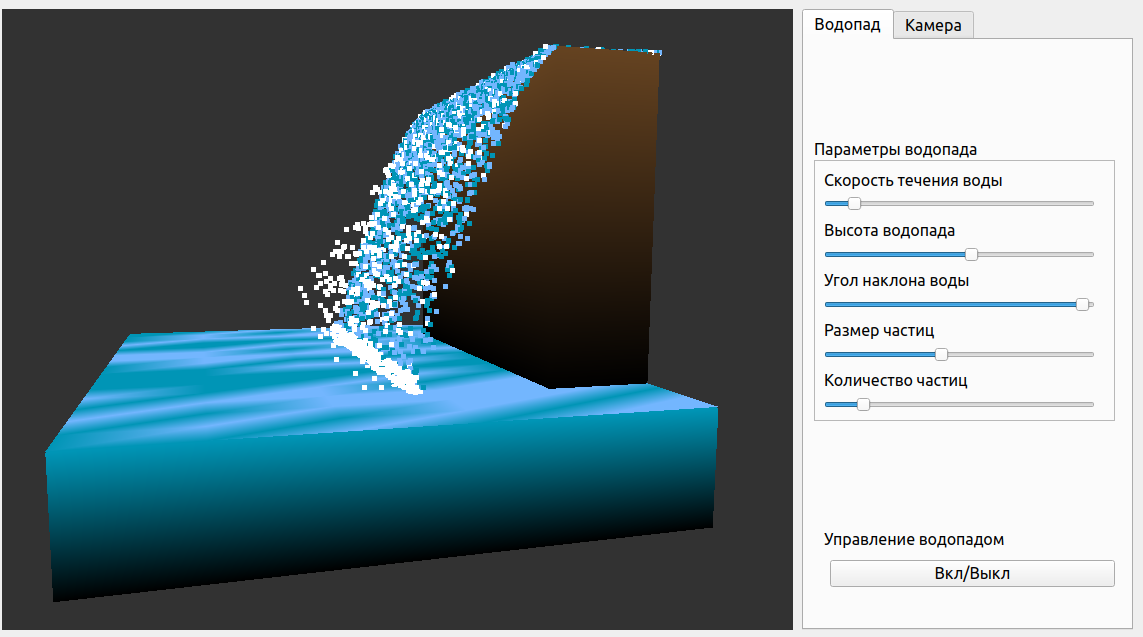 Водопад
Камера
Параметры водопада
Скорость течения воды
Высота водопада
Угол наклона воды
Размер частиц
Количество частиц
Управление водопадом
Вкл/Выкл